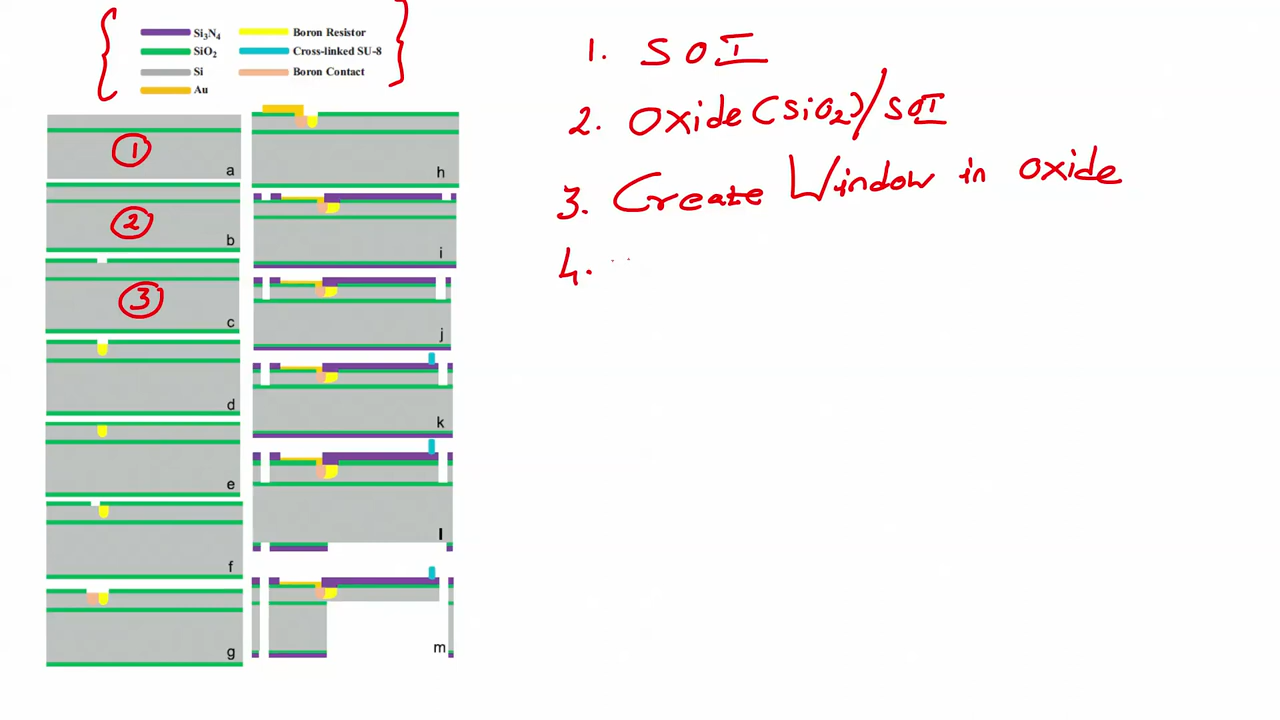 Si3N4 Boron Resistor
SiO2 Cross-linked SU-8
Si Boron Contact
Au
1 a
2 b
3 c
d
e
f
g
h
i
j
k
l
m
1. SOI
2. Oxide (SiO2)/SOI
3. Create Window in oxide
4.